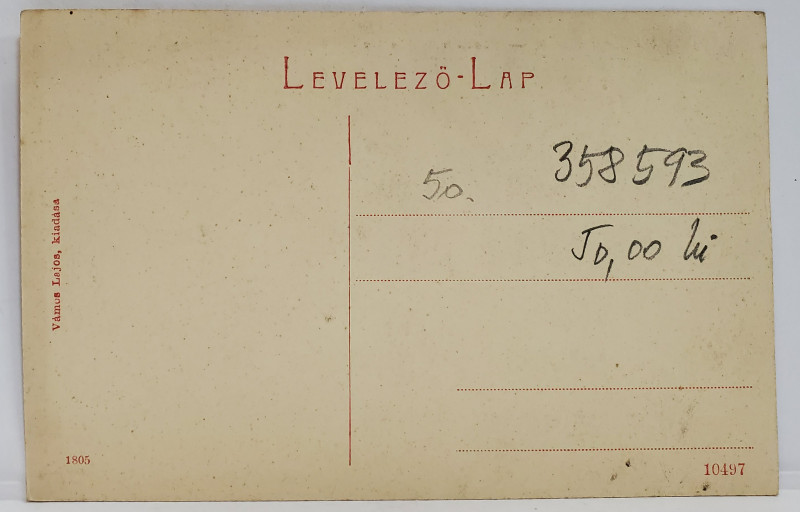 LEVELEZŐ-LAP
358593
50.
50,00 lei
Vámos Lajos, kiadása
1805
10497